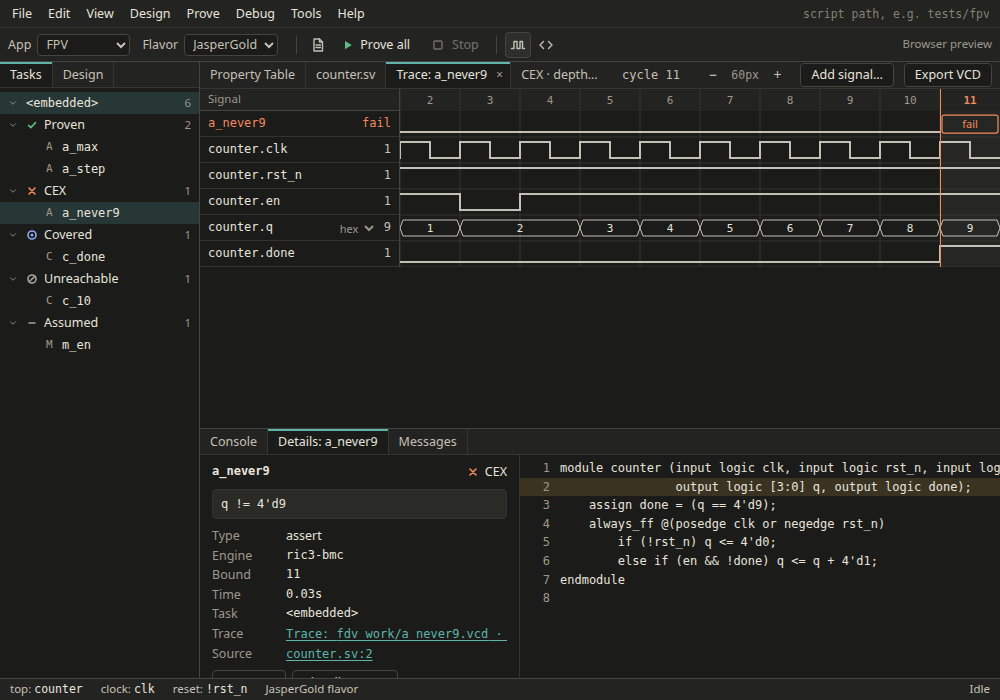 File Edit View Design Prove Debug Tools Help script path, e.g. tests/fpv
App FPV Flavor JasperGold Prove all Stop Browser preview
Tasks Design Property Table counter.sv Trace: a_never9 × CEX · depth... cycle 11 − 60px + Add signal... Export VCD
<embedded> 6
Proven 2
A a_max
A a_step
CEX 1
A a_never9
Covered 1
C c_done
Unreachable 1
C c_10
Assumed 1
M m_en
Signal 2 3 4 5 6 7 8 9 10 11
a_never9 fail fail
counter.clk 1
counter.rst_n 1
counter.en 1
counter.q hex 9 1 2 3 4 5 6 7 8 9
counter.done 1
Console Details: a_never9 Messages
a_never9 CEX
q != 4'd9
Type assert
Engine ric3-bmc
Bound 11
Time 0.03s
Task <embedded>
Trace Trace: fdv_work/a_never9.vcd ·
Source counter.sv:2
1 module counter (input logic clk, input logic rst_n, input log
2 output logic [3:0] q, output logic done);
3 assign done = (q == 4'd9);
4 always_ff @(posedge clk or negedge rst_n)
5 if (!rst_n) q <= 4'd0;
6 else if (en && !done) q <= q + 4'd1;
7 endmodule
8
top: counter clock: clk reset: !rst_n JasperGold flavor Idle